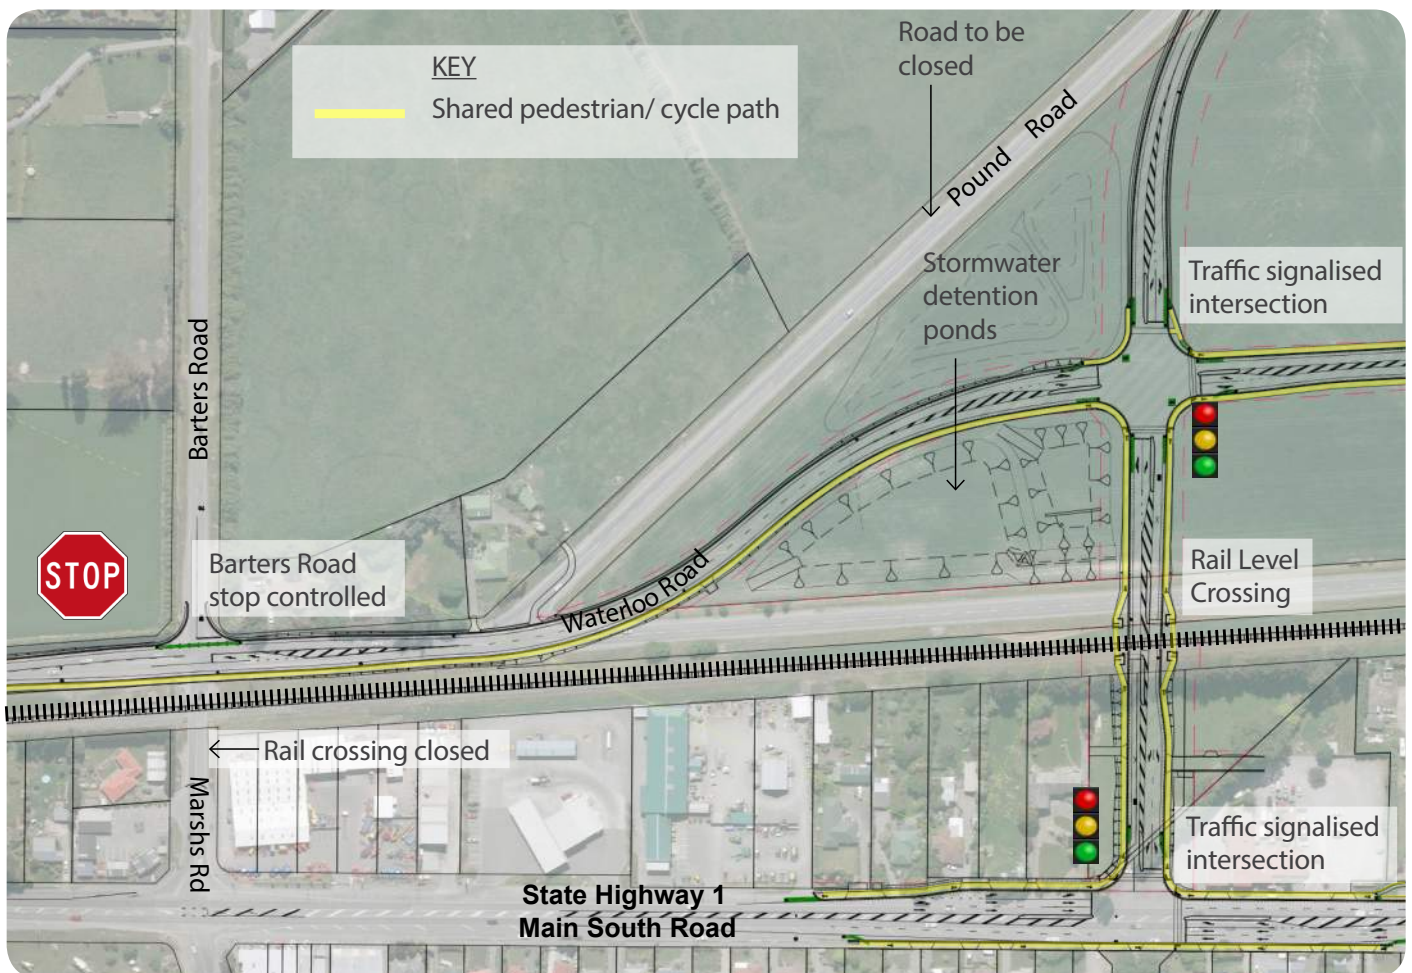 Road to be
closed
KEY
Shared pedestrian/ cycle path
Pound Road
Stormwater
detention
ponds
Traffic signalised
intersection
Barters Road
STOP
Barters Road
stop controlled
Waterloo Road
Rail Level
Crossing
Rail crossing closed
Marshs Rd
Traffic signalised
intersection
State Highway 1
Main South Road